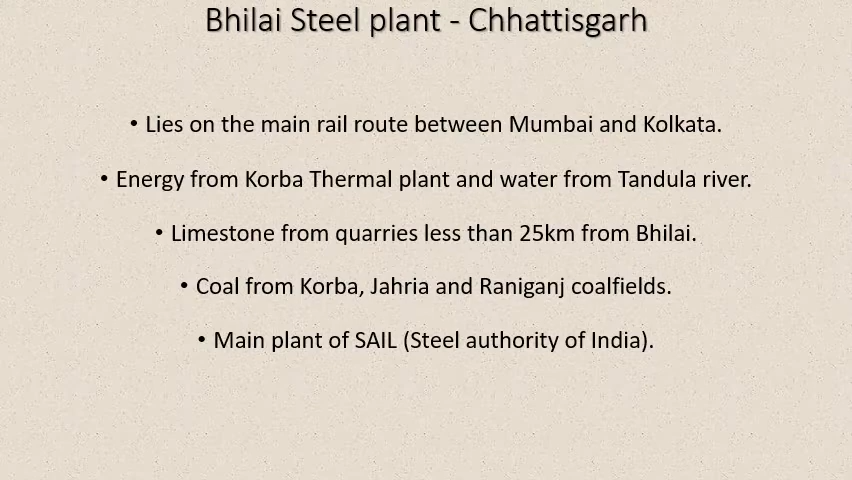 Bhilai Steel plant - Chhattisgarh
• Lies on the main rail route between Mumbai and Kolkata.
• Energy from Korba Thermal plant and water from Tandula river.
• Limestone from quarries less than 25km from Bhilai.
• Coal from Korba, Jahria and Raniganj coalfields.
• Main plant of SAIL (Steel authority of India).